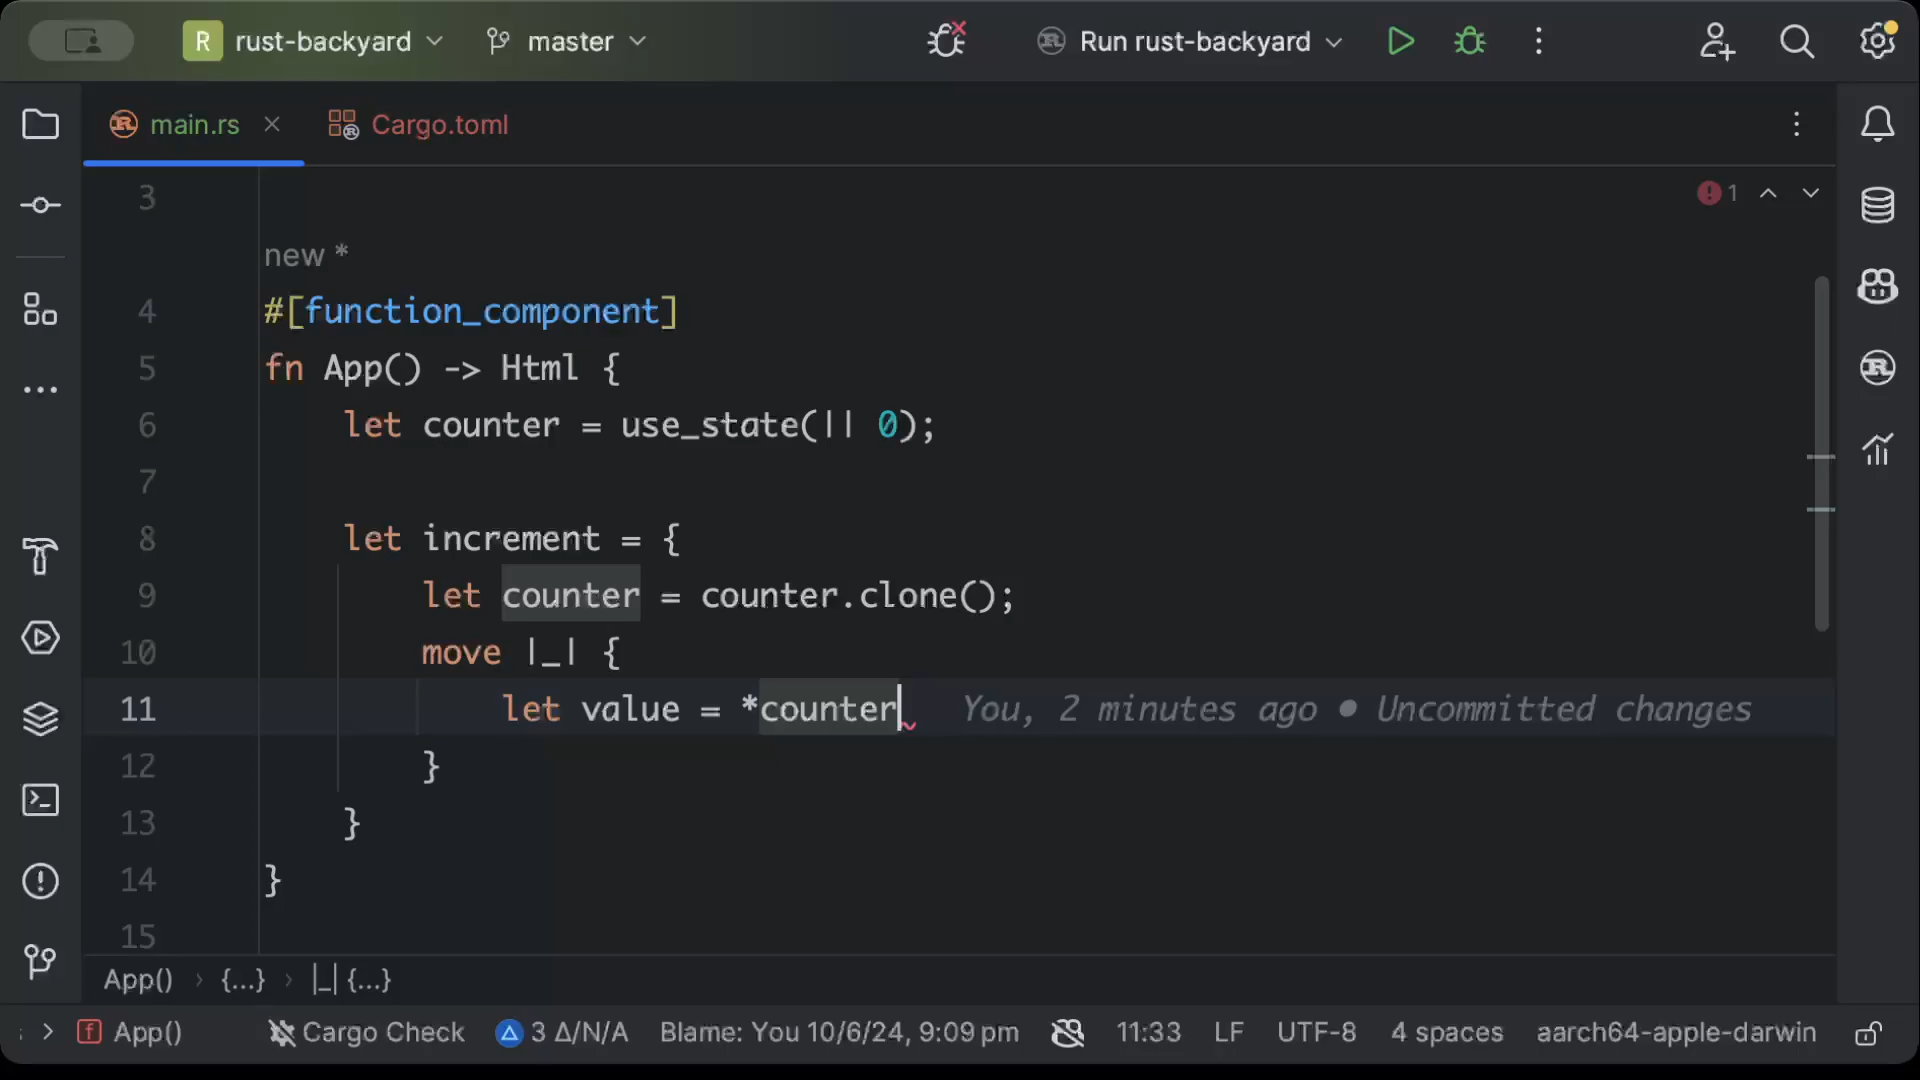 R rust-backyard master Run rust-backyard
main.rs Cargo.toml
3 1
new *
4 #[function_component]
5 fn App() -> Html {
6 let counter = use_state(|| 0);
7
8 let increment = {
9 let counter = counter.clone();
10 move |_| {
11 let value = *counter You, 2 minutes ago • Uncommitted changes
12 }
13 }
14 }
15
App() › {...} › |_| {...}
f App() Cargo Check 3 Δ/N/A Blame: You 10/6/24, 9:09 pm 11:33 LF UTF-8 4 spaces aarch64-apple-darwin